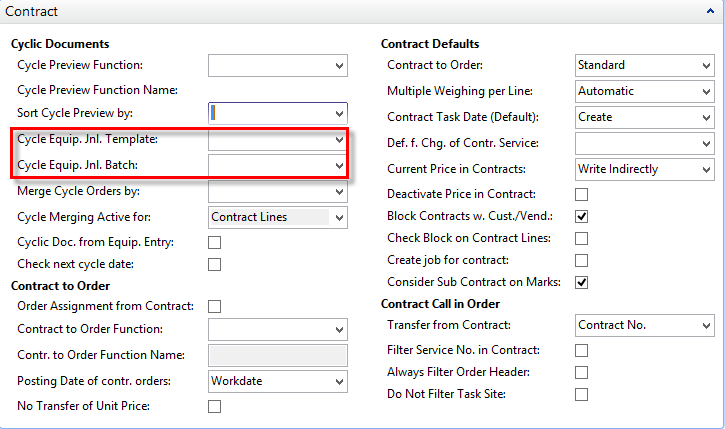 Contract
Cyclic Documents
Cycle Preview Function:
Cycle Preview Function Name:
Sort Cycle Preview by:
Cycle Equip. Jnl. Template:
Cycle Equip. Jnl. Batch:
Merge Cycle Orders by:
Cycle Merging Active for: Contract Lines
Cyclic Doc. from Equip. Entry:
Check next cycle date:
Contract to Order
Order Assignment from Contract:
Contract to Order Function:
Contr. to Order Function Name:
Posting Date of contr. orders: Workdate
No Transfer of Unit Price:
Contract Defaults
Contract to Order: Standard
Multiple Weighing per Line: Automatic
Contract Task Date (Default): Create
Def. f. Chg. of Contr. Service:
Current Price in Contracts: Write Indirectly
Deactivate Price in Contract:
Block Contracts w. Cust./Vend.:
Check Block on Contract Lines:
Create job for contract:
Consider Sub Contract on Marks:
Contract Call in Order
Transfer from Contract: Contract No.
Filter Service No. in Contract:
Always Filter Order Header:
Do Not Filter Task Site: